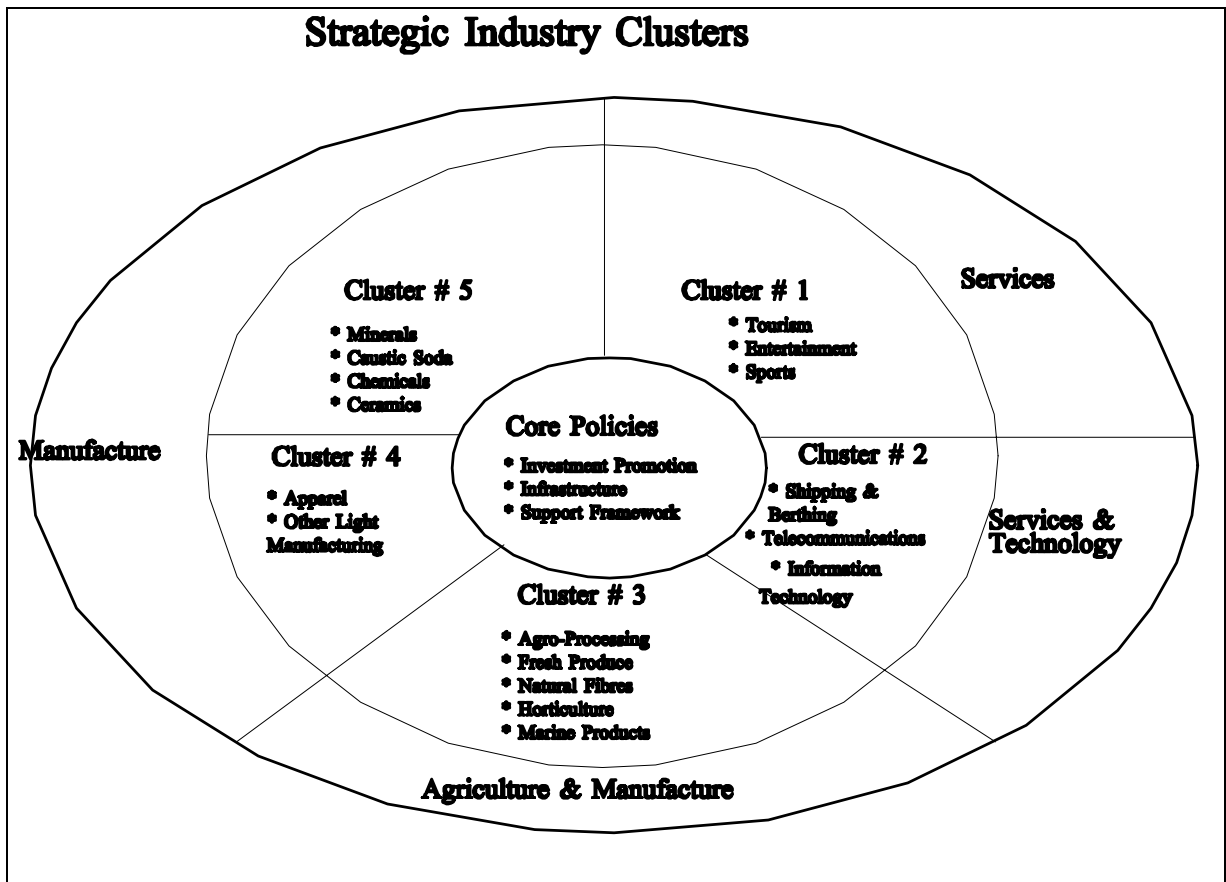 Strategic Industry Clusters
Services
Cluster # 5
* Minerals
* Caustic Soda
* Chemicals
* Ceramics
Cluster # 1
* Tourism
* Entertainment
* Sports
Manufacture
Core Policies
* Investment Promotion
* Infrastructure
* Support Framework
Cluster # 4
* Apparel
* Other Light
Manufacturing
Cluster # 2
* Shipping &
Berthing
* Telecommunications
* Information
Technology
Services &
Technology
Cluster # 3
* Agro-Processing
* Fresh Produce
* Natural Fibres
* Horticulture
* Marine Products
Agriculture & Manufacture